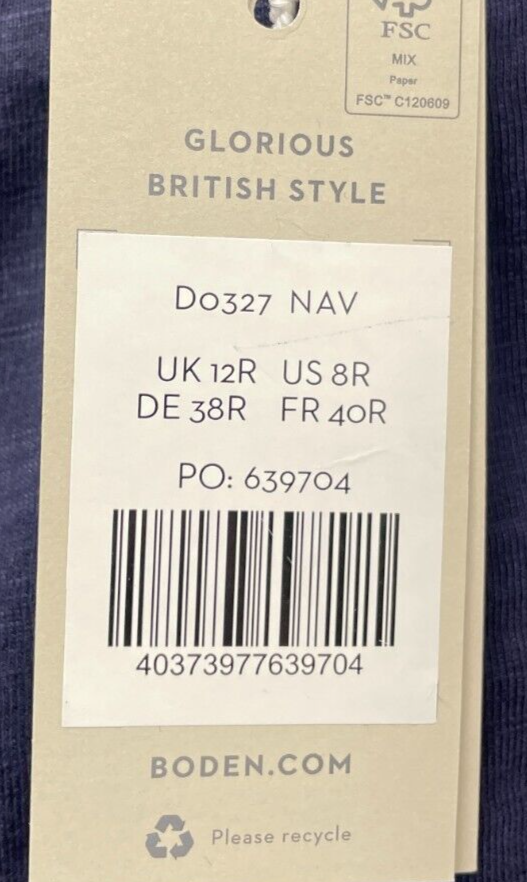 FSC
MIX
Paper
FSC™ C120609
GLORIOUS
BRITISH STYLE
D0327 NAV
UK 12R US 8R
DE 38R FR 40R
PO: 639704
40373977639704
BODEN.COM
Please recycle